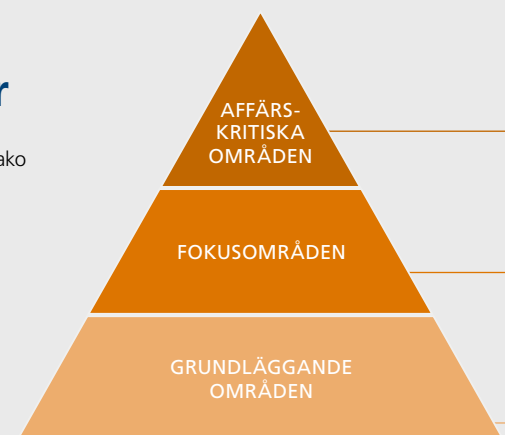 r
ako
AFFÄRS-
KRITISKA
OMRÅDEN
FOKUSOMRÅDEN
GRUNDLÄGGANDE
OMRÅDEN